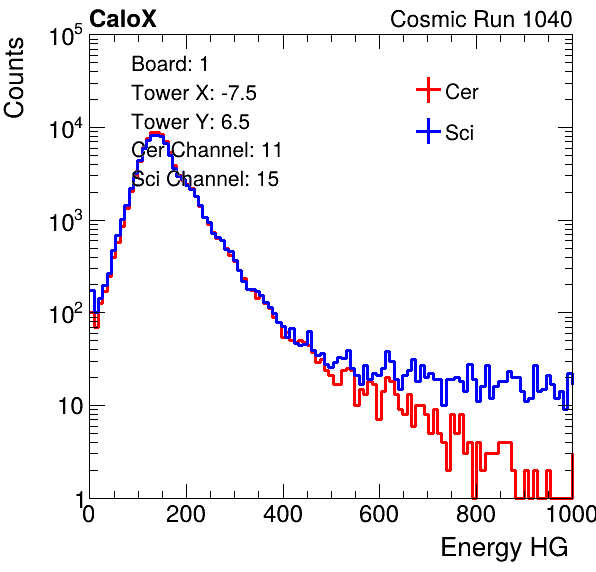 CaloX Cosmic Run 1040
Counts
10^5
10^4
10^3
10^2
10
1
Board: 1
Tower X: -7.5
Tower Y: 6.5
Cer Channel: 11
Sci Channel: 15
Cer
Sci
0 200 400 600 800 1000
Energy HG